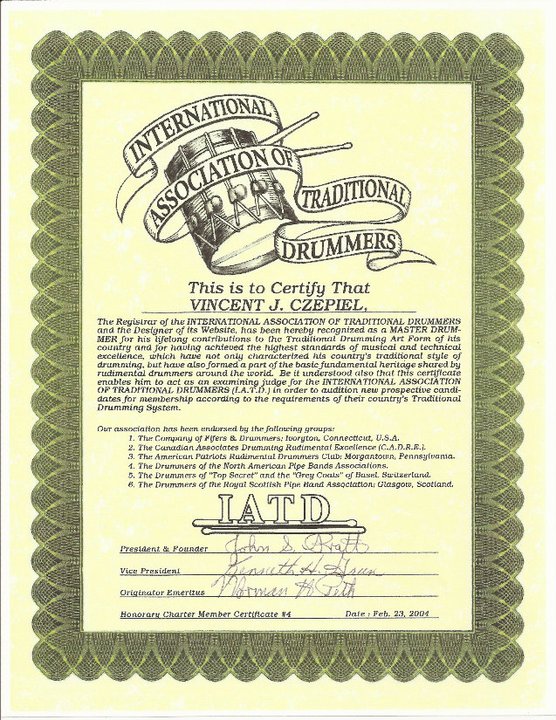 INTERNATIONAL
ASSOCIATION OF
TRADITIONAL
DRUMMERS
This is to Certify That
VINCENT J. CZEPIEL,
The Registrar of the INTERNATIONAL ASSOCIATION OF TRADITIONAL DRUMMERS
and the Designer of its Website, has been hereby recognized as a MASTER DRUM-
MER for his lifelong contributions to the Traditional Drumming Art Form of his
country and for having achieved the highest standards of musical and technical
excellence, which have not only characterized his country's traditional style of
drumming, but have also formed a part of the basic fundamental heritage shared by
rudimental drummers around the world. Be it understood also that this certificate
enables him to act as an examining judge for the INTERNATIONAL ASSOCIATION
OF TRADITIONAL DRUMMERS (I.A.T.D.) in order to audition new prospective candi-
dates for membership according to the requirements of their country's Traditional
Drumming System.
Our association has been endorsed by the following groups:
1. The Company of Fifers & Drummers: Ivoryton, Connecticut, U.S.A.
2. The Canadian Associates Drumming Rudimental Excellence (C.A.D.R.E.).
3. The American Patriots Rudimental Drummers Club: Morgantown, Pennsylvania.
4. The Drummers of the North American Pipe Bands Associations.
5. The Drummers of "Top Secret" and the "Grey Coats" of Basel, Switzerland.
6. The Drummers of the Royal Scottish Pipe Band Association: Glasgow, Scotland.
IATD
President & Founder John S. Pratt
Vice President Kenneth H. Green
Originator Emeritus Norman H. Peth
Honorary Charter Member Certificate #4 Date : Feb. 23, 2004